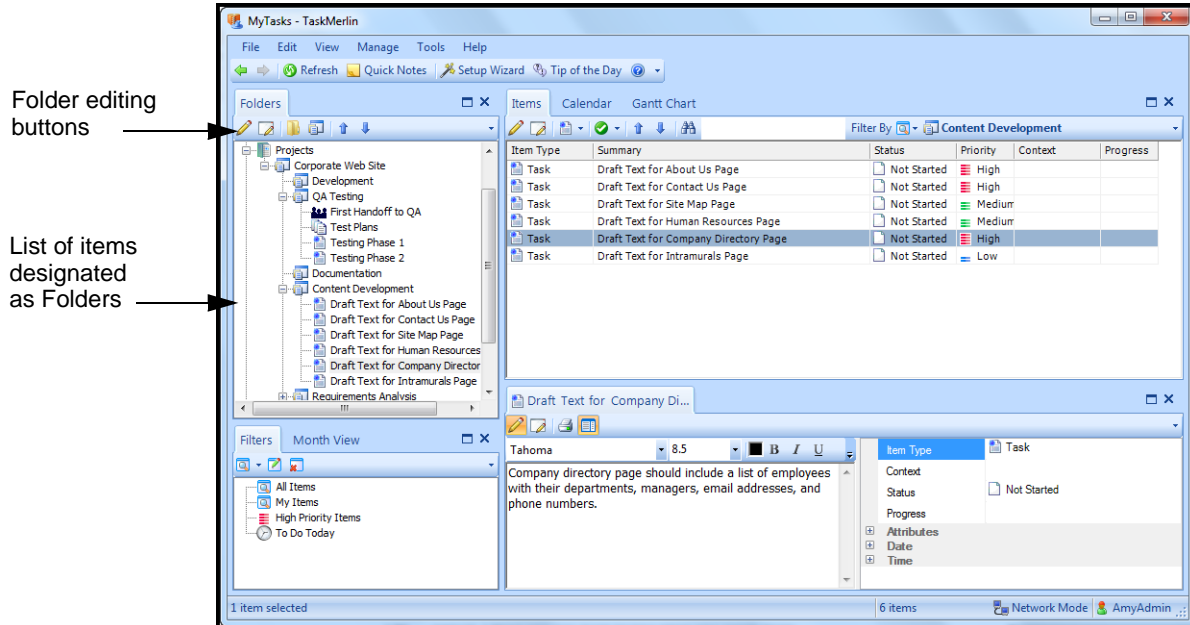 MyTasks - TaskMerlin
File Edit View Manage Tools Help
Refresh Quick Notes Setup Wizard Tip of the Day
Folder editing
buttons
List of items
designated
as Folders
Folders
Projects
Corporate Web Site
Development
QA Testing
First Handoff to QA
Test Plans
Testing Phase 1
Testing Phase 2
Documentation
Content Development
Draft Text for About Us Page
Draft Text for Contact Us Page
Draft Text for Site Map Page
Draft Text for Human Resources
Draft Text for Company Director
Draft Text for Intramurals Page
Requirements Analysis
Filters Month View
All Items
My Items
High Priority Items
To Do Today
Items Calendar Gantt Chart
Filter By Content Development
Item Type Summary Status Priority Context Progress
Task Draft Text for About Us Page Not Started High
Task Draft Text for Contact Us Page Not Started High
Task Draft Text for Site Map Page Not Started Medium
Task Draft Text for Human Resources Page Not Started Medium
Task Draft Text for Company Directory Page Not Started High
Task Draft Text for Intramurals Page Not Started Low
Draft Text for Company Di...
Tahoma 8.5 B I U
Company directory page should include a list of employees
with their departments, managers, email addresses, and
phone numbers.
Item Type Task
Context
Status Not Started
Progress
Attributes
Date
Time
1 item selected 6 items Network Mode AmyAdmin